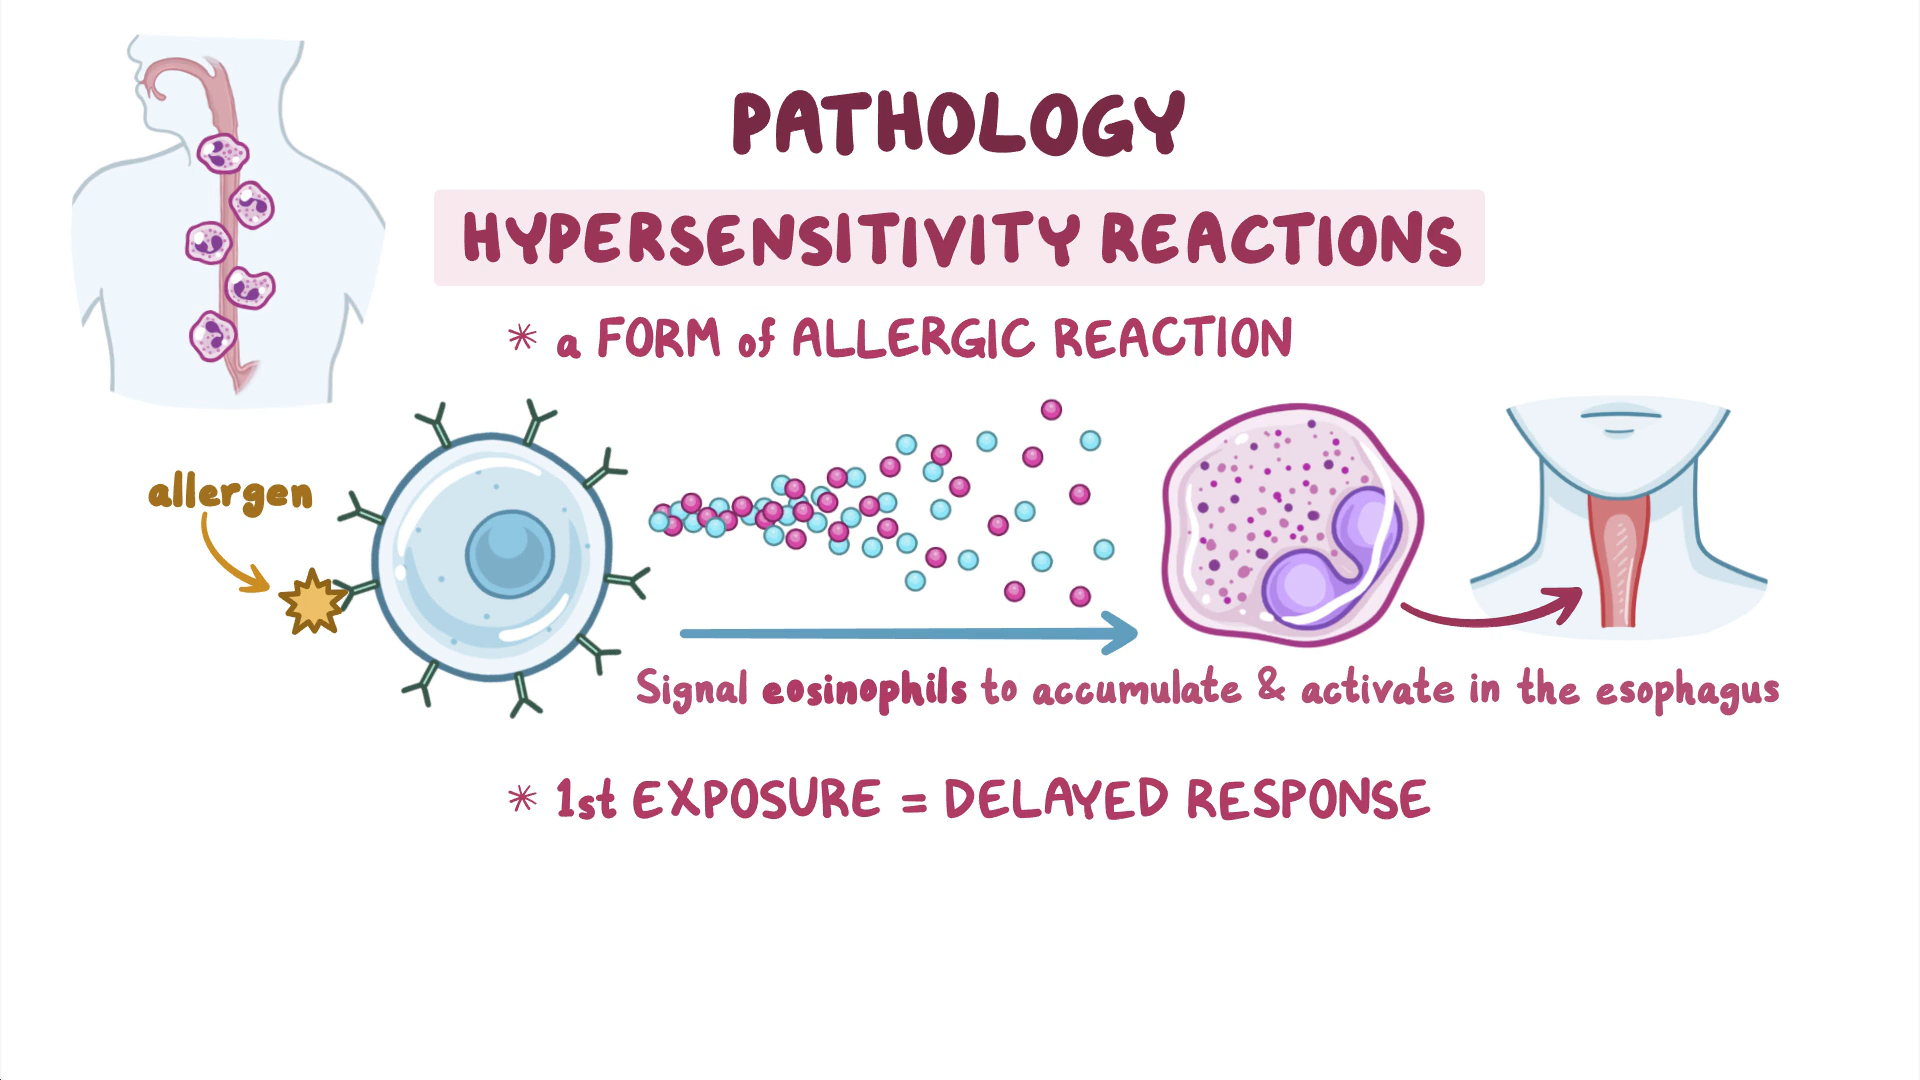 PATHOLOGY
HYPERSENSITIVITY REACTIONS
* a FORM of ALLERGIC REACTION
allergen
Signal eosinophils to accumulate & activate in the esophagus
* 1st EXPOSURE = DELAYED RESPONSE